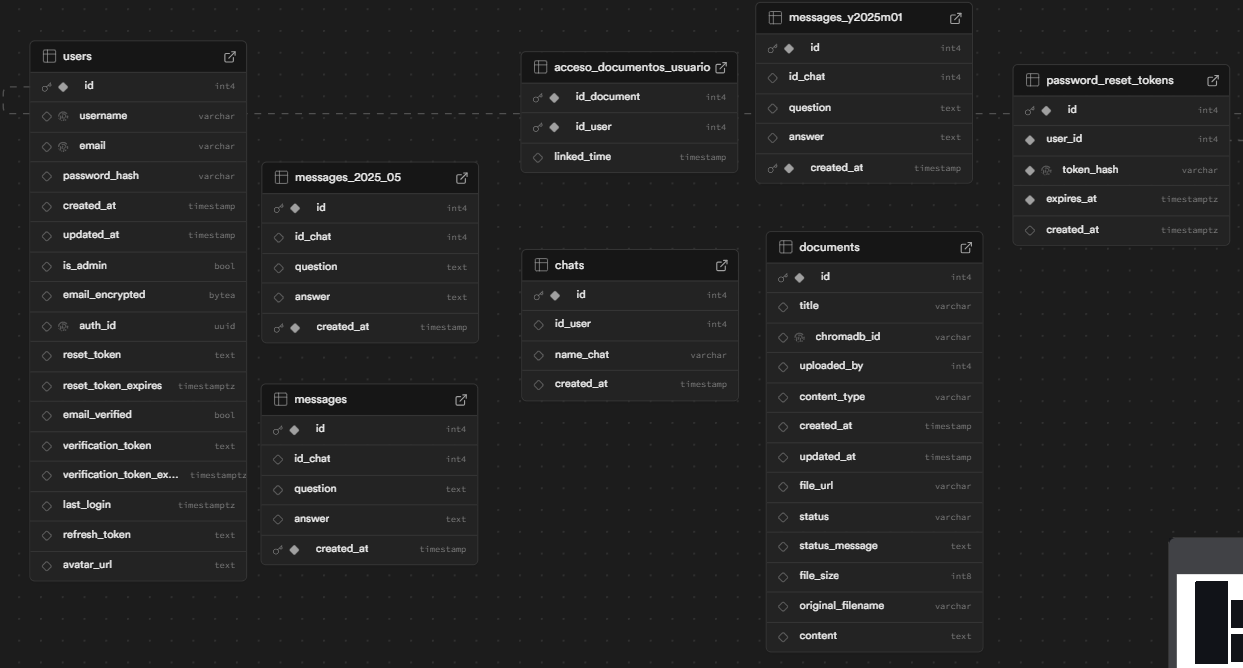 users
id int4
username varchar
email varchar
password_hash varchar
created_at timestamp
updated_at timestamp
is_admin bool
email_encrypted bytea
auth_id uuid
reset_token text
reset_token_expires timestamptz
email_verified bool
verification_token text
verification_token_ex... timestamptz
last_login timestamptz
refresh_token text
avatar_url text
messages_2025_05
id int4
id_chat int4
question text
answer text
created_at timestamp
messages
id int4
id_chat int4
question text
answer text
created_at timestamp
acceso_documentos_usuario
id_document int4
id_user int4
linked_time timestamp
chats
id int4
id_user int4
name_chat varchar
created_at timestamp
messages_y2025m01
id int4
id_chat int4
question text
answer text
created_at timestamp
documents
id int4
title varchar
chromadb_id varchar
uploaded_by int4
content_type varchar
created_at timestamp
updated_at timestamp
file_url varchar
status varchar
status_message text
file_size int8
original_filename varchar
content text
password_reset_tokens
id int4
user_id int4
token_hash varchar
expires_at timestamptz
created_at timestamptz